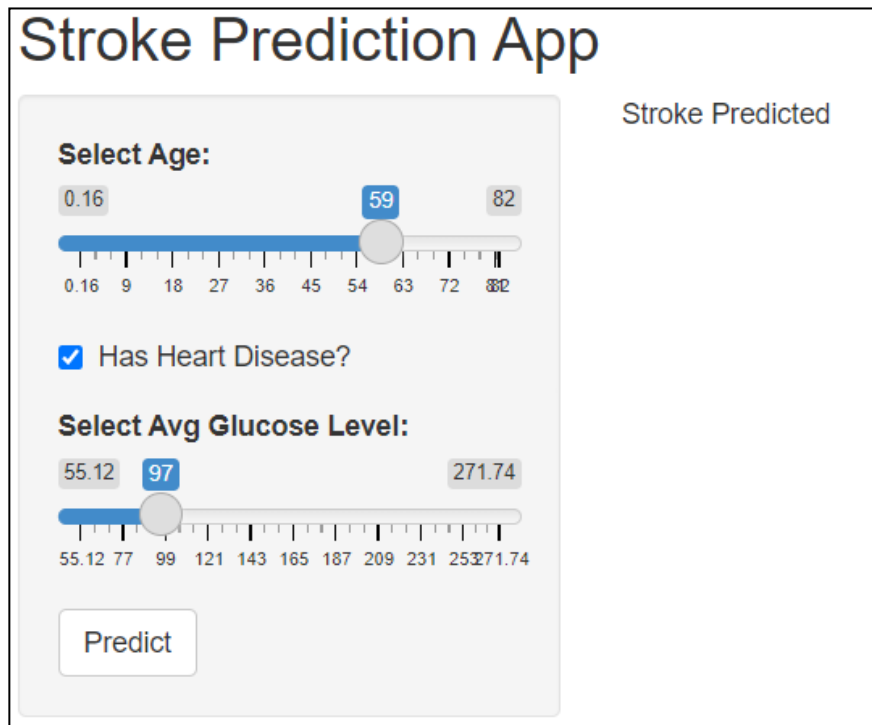 Stroke Prediction App
Stroke Predicted
Select Age:
0.16 59 82
0.16 9 18 27 36 45 54 63 72 81 82
Has Heart Disease?
Select Avg Glucose Level:
55.12 97 271.74
55.12 77 99 121 143 165 187 209 231 253 271.74
Predict